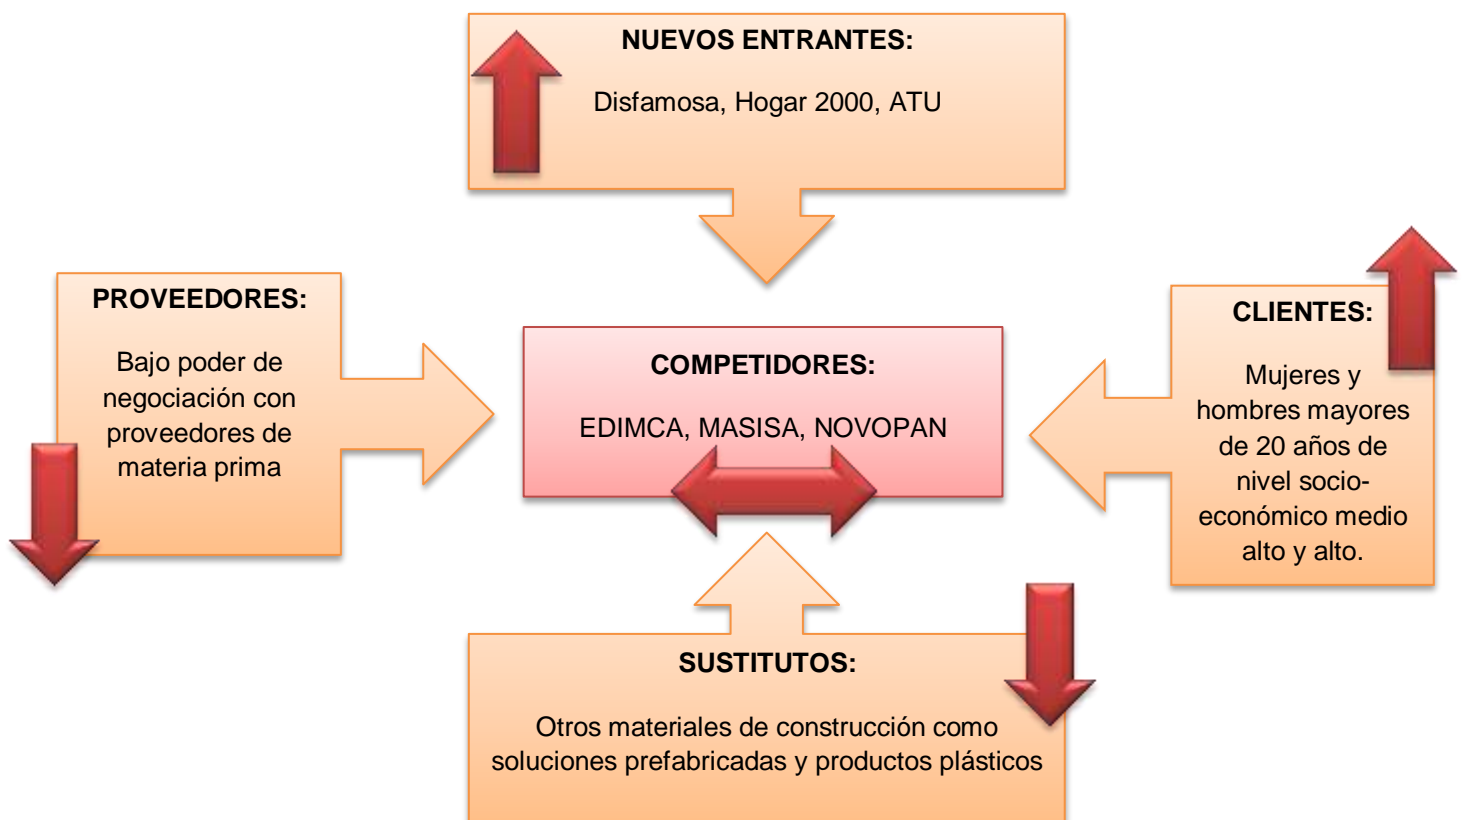 NUEVOS ENTRANTES:
Disfamosa, Hogar 2000, ATU
PROVEEDORES:
Bajo poder de
negociación con
proveedores de
materia prima
COMPETIDORES:
EDIMCA, MASISA, NOVOPAN
CLIENTES:
Mujeres y
hombres mayores
de 20 años de
nivel socio-
económico medio
alto y alto.
SUSTITUTOS:
Otros materiales de construcción como
soluciones prefabricadas y productos plásticos